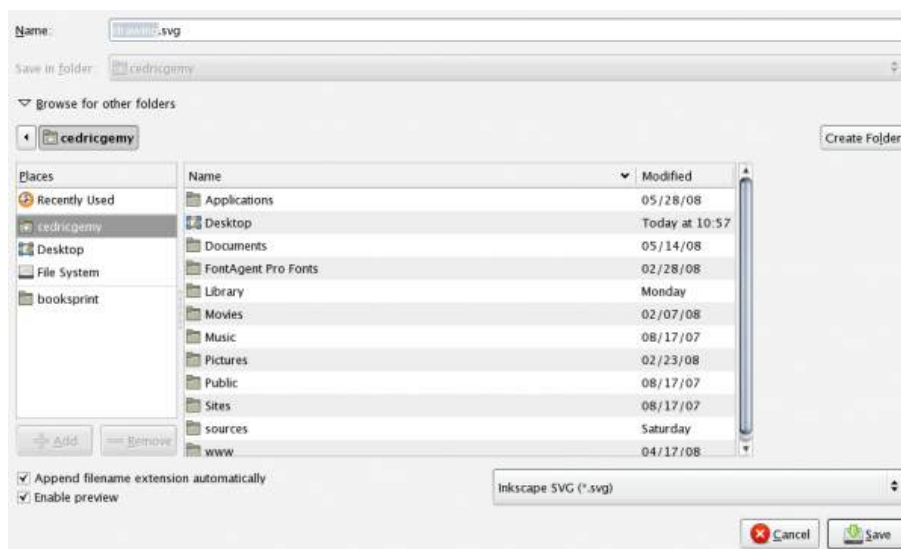 Name: drawing.svg
Save in folder: cedricgemy
Browse for other folders
cedricgemy
Create Folder
Places
Name Modified
Recently Used
cedricgemy
Desktop
File System
booksprint
Applications 05/28/08
Desktop Today at 10:57
Documents 05/14/08
FontAgent Pro Fonts 02/28/08
Library Monday
Movies 02/07/08
Music 08/17/07
Pictures 02/23/08
Public 08/17/07
Sites 08/17/07
sources Saturday
www 04/17/08
Add Remove
Append filename extension automatically
Enable preview
Inkscape SVG (*.svg)
Cancel Save